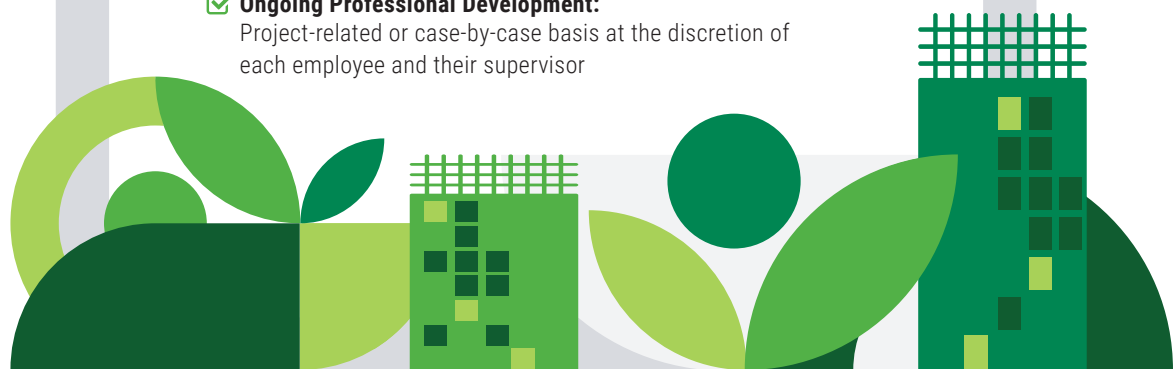 Ongoing Professional Development:
Project-related or case-by-case basis at the discretion of
each employee and their supervisor